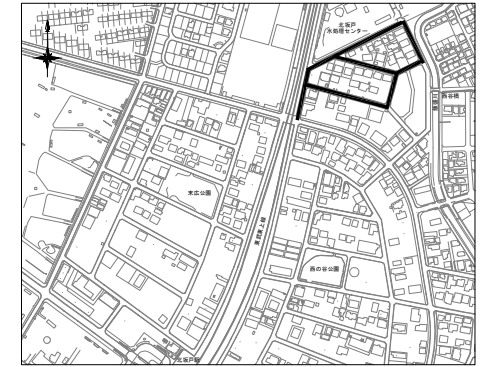 北坂戸
水処理センター
西谷橋
末広公園
東武東上線
西の谷公園
北坂戸駅